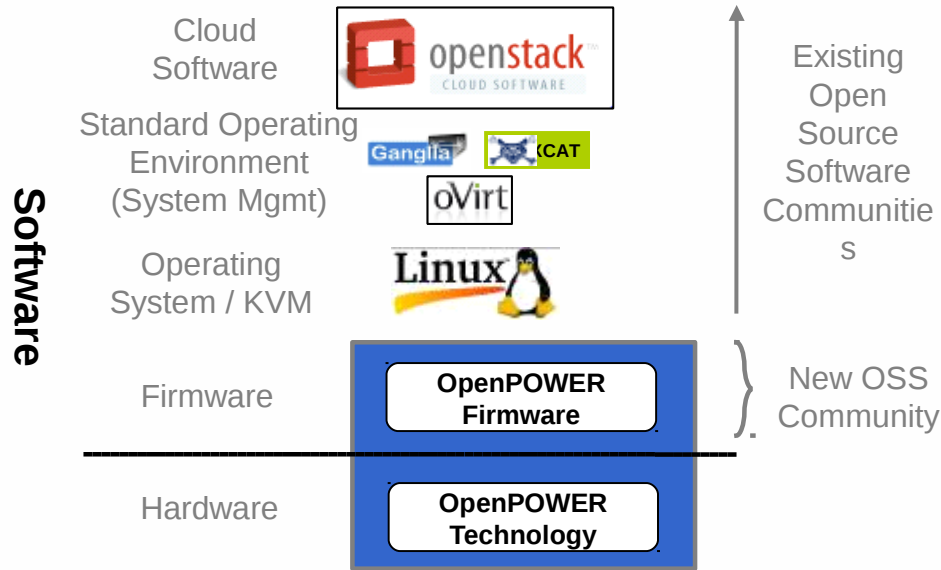 Cloud
Software
openstack™
CLOUD SOFTWARE
Existing
Open
Source
Software
Communitie
s
Standard Operating
Environment
(System Mgmt)
Ganglia
XCAT
oVirt
Software
Operating
System / KVM
Linux
Firmware
OpenPOWER
Firmware
New OSS
Community
Hardware
OpenPOWER
Technology